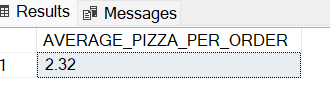 Results Messages
AVERAGE_PIZZA_PER_ORDER
1 2.32